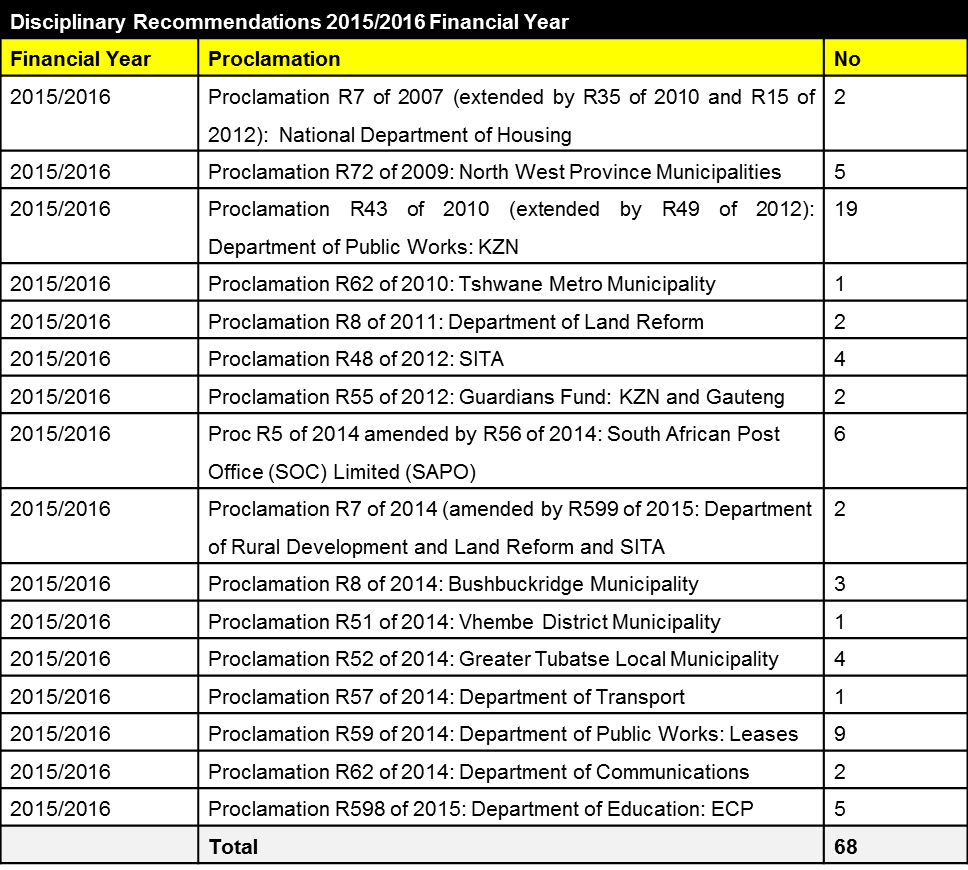 Disciplinary Recommendations 2015/2016 Financial Year
Financial Year Proclamation No
2015/2016 Proclamation R7 of 2007 (extended by R35 of 2010 and R15 of 2
2012): National Department of Housing
2015/2016 Proclamation R72 of 2009: North West Province Municipalities 5
2015/2016 Proclamation R43 of 2010 (extended by R49 of 2012): 19
Department of Public Works: KZN
2015/2016 Proclamation R62 of 2010: Tshwane Metro Municipality 1
2015/2016 Proclamation R8 of 2011: Department of Land Reform 2
2015/2016 Proclamation R48 of 2012: SITA 4
2015/2016 Proclamation R55 of 2012: Guardians Fund: KZN and Gauteng 2
2015/2016 Proc R5 of 2014 amended by R56 of 2014: South African Post 6
Office (SOC) Limited (SAPO)
2015/2016 Proclamation R7 of 2014 (amended by R599 of 2015: Department 2
of Rural Development and Land Reform and SITA
2015/2016 Proclamation R8 of 2014: Bushbuckridge Municipality 3
2015/2016 Proclamation R51 of 2014: Vhembe District Municipality 1
2015/2016 Proclamation R52 of 2014: Greater Tubatse Local Municipality 4
2015/2016 Proclamation R57 of 2014: Department of Transport 1
2015/2016 Proclamation R59 of 2014: Department of Public Works: Leases 9
2015/2016 Proclamation R62 of 2014: Department of Communications 2
2015/2016 Proclamation R598 of 2015: Department of Education: ECP 5
Total 68